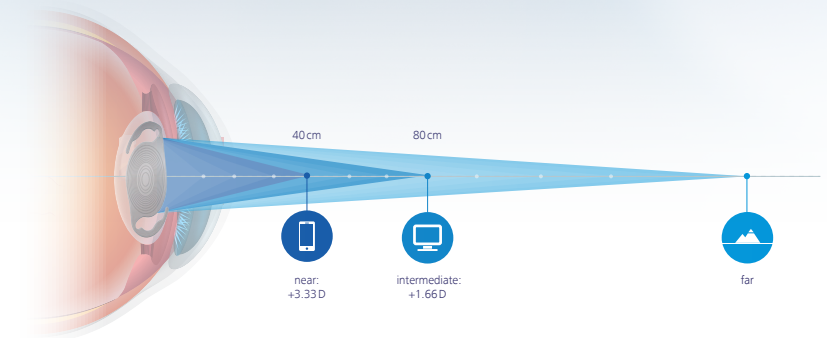 40 cm
80 cm
near:
+3.33 D
intermediate:
+1.66 D
far